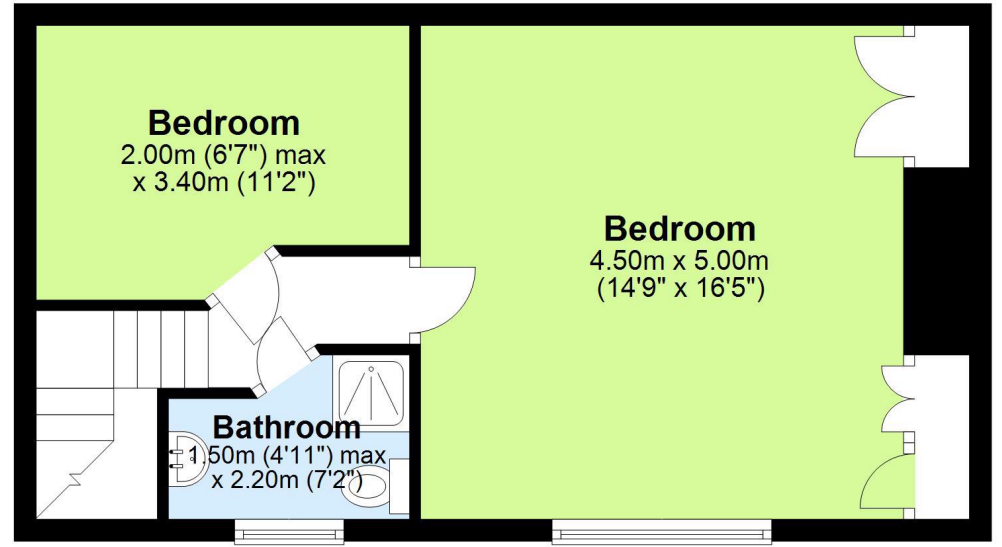 Bedroom
2.00m (6'7") max
x 3.40m (11'2")
Bedroom
4.50m x 5.00m
(14'9" x 16'5")
Bathroom
1.50m (4'11") max
x 2.20m (7'2")